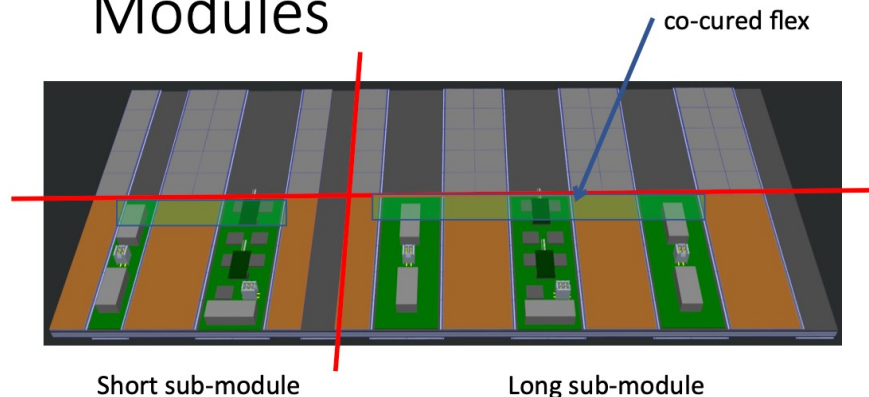 Modules
co-cured flex
Short sub-module
Long sub-module